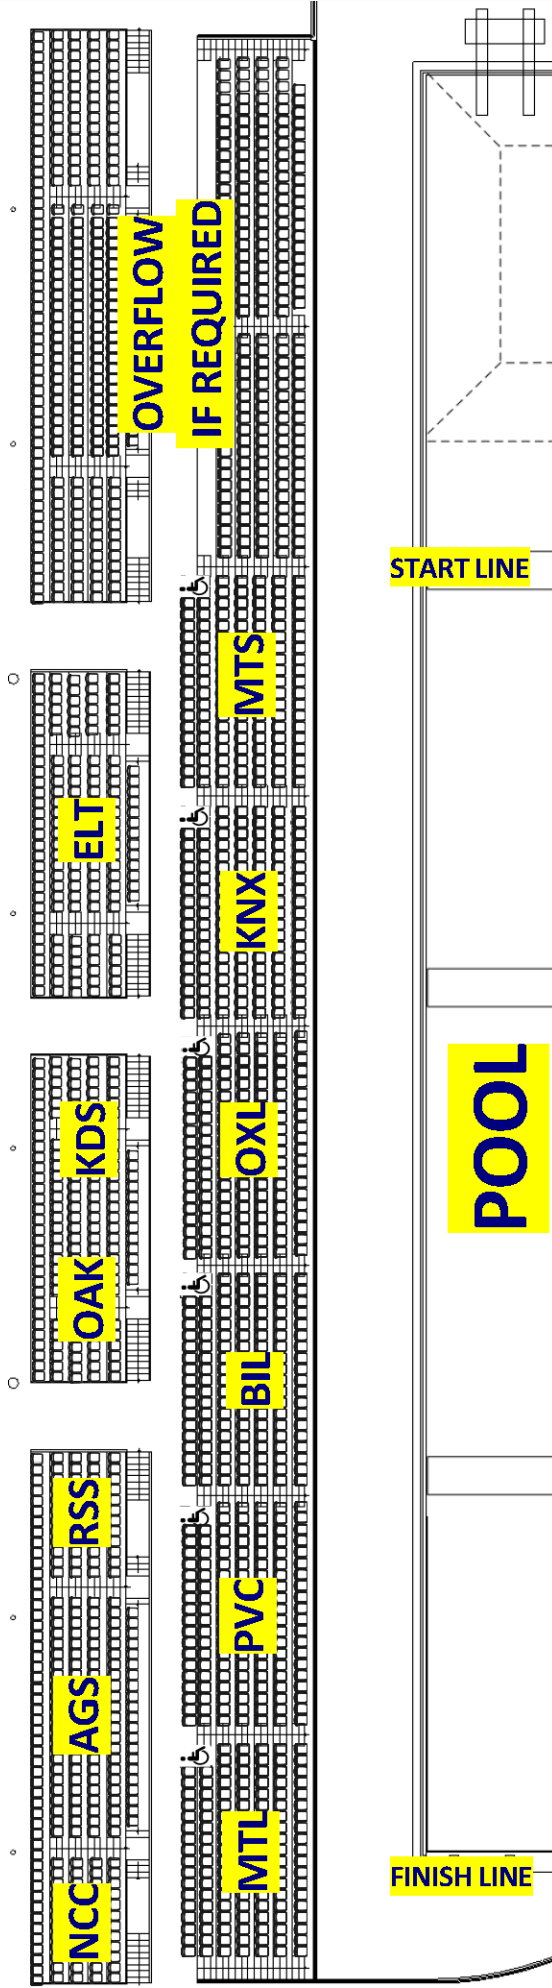 OVERFLOW
IF REQUIRED
START LINE
MTS
ELT
KNX
POOL
KDS
OXL
OAK
BIL
RSS
PVC
AGS
MTL
FINISH LINE
NCC